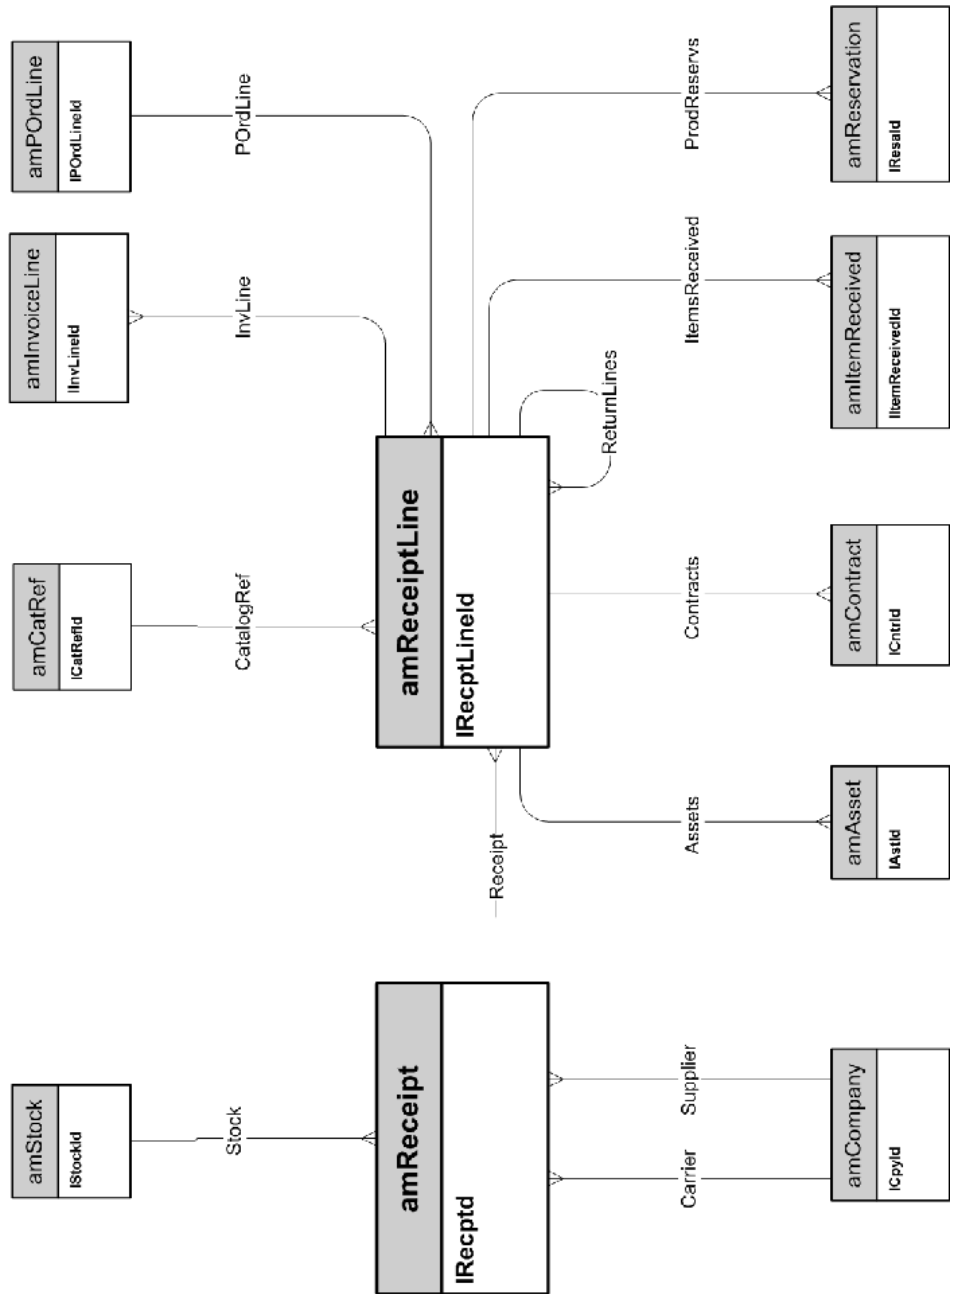 amStock
lStockId
Stock
amReceipt
lRecptd
Carrier
Supplier
amCompany
lCpyId
Receipt
amCatRef
lCatRefId
CatalogRef
amInvoiceLine
lInvLineId
InvLine
amPOrdLine
lPOrdLineId
POrdLine
amReceiptLine
lRecptLineId
ReturnLines
Assets
Contracts
ItemsReceived
ProdReservs
amAsset
lAstId
amContract
lCntrId
amItemReceived
lItemReceivedId
amReservation
lResaId